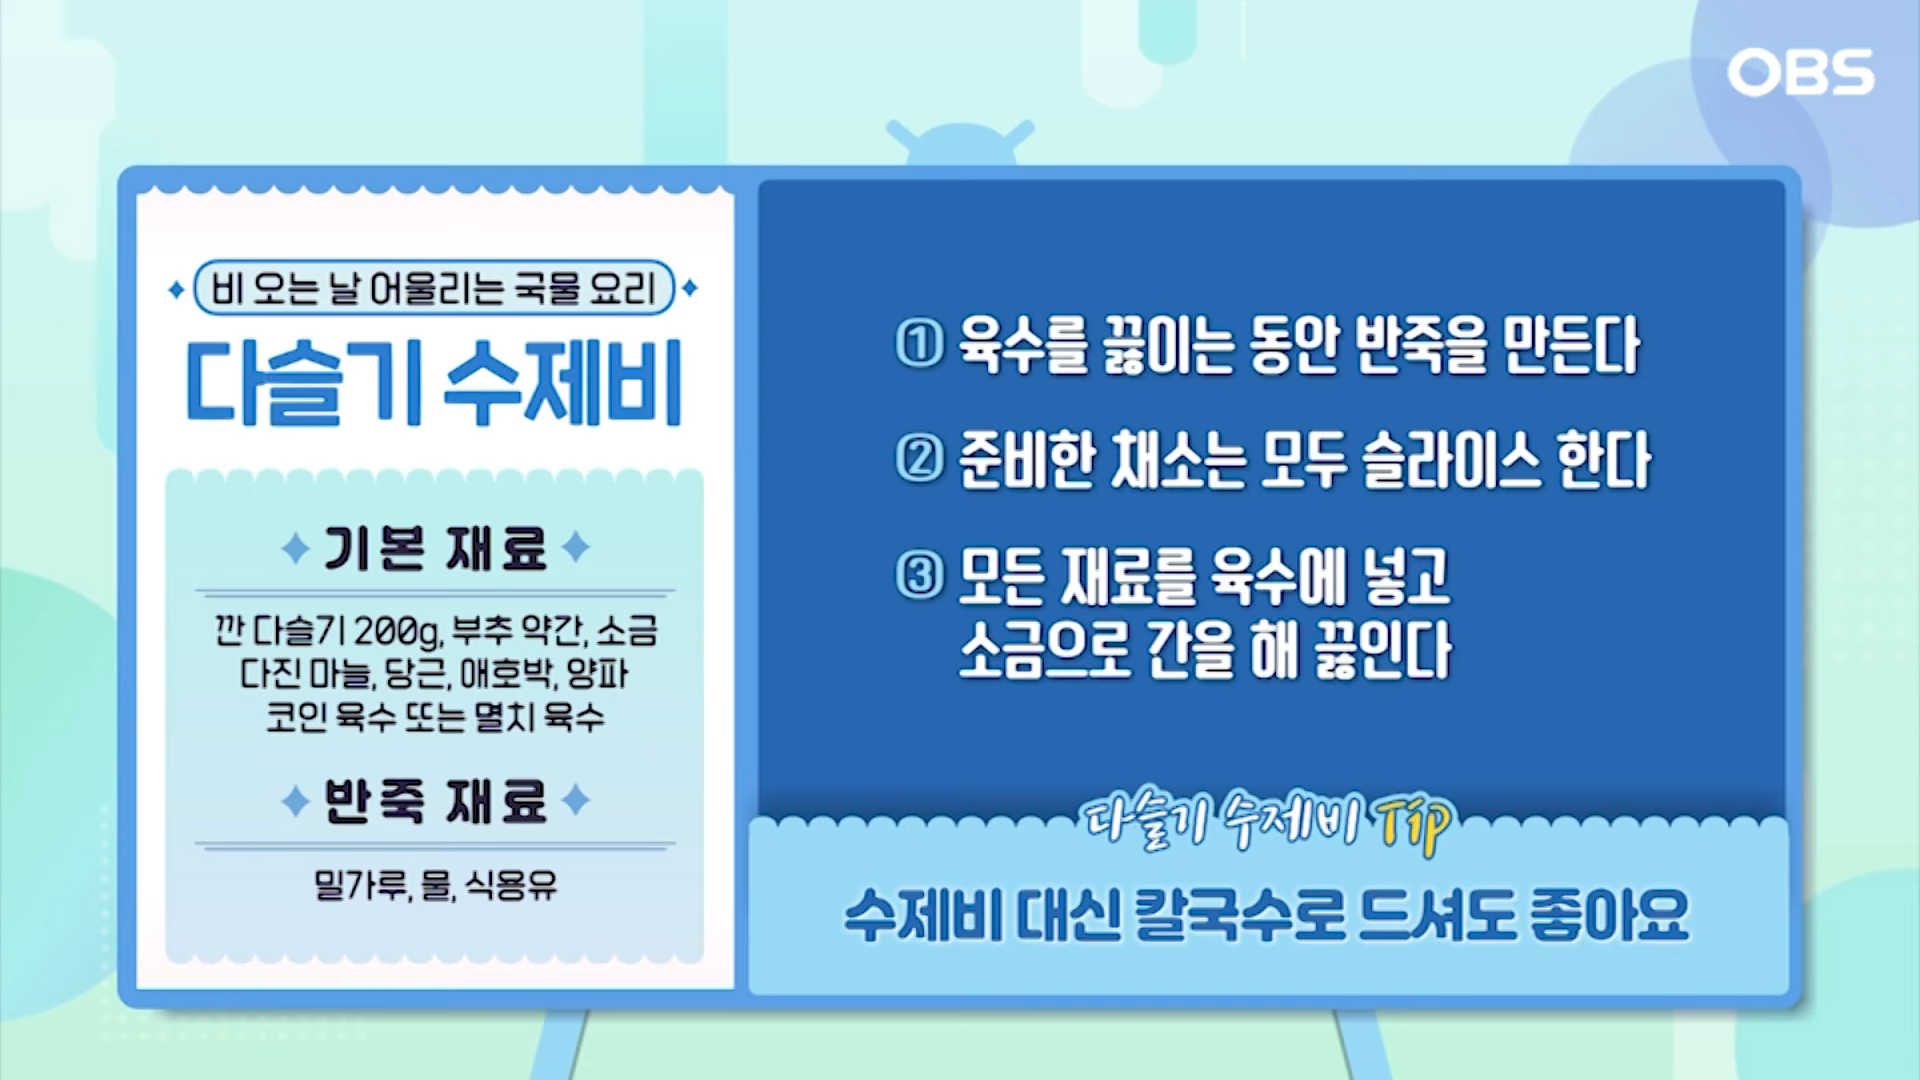 OBS
비 오는 날 어울리는 국물 요리
다슬기 수제비
기본 재료
깐 다슬기 200g, 부추 약간, 소금
다진 마늘, 당근, 애호박, 양파
코인 육수 또는 멸치 육수
반죽 재료
밀가루, 물, 식용유
① 육수를 끓이는 동안 반죽을 만든다
② 준비한 채소는 모두 슬라이스 한다
③ 모든 재료를 육수에 넣고
소금으로 간을 해 끓인다
다슬기 수제비 Tip
수제비 대신 칼국수로 드셔도 좋아요